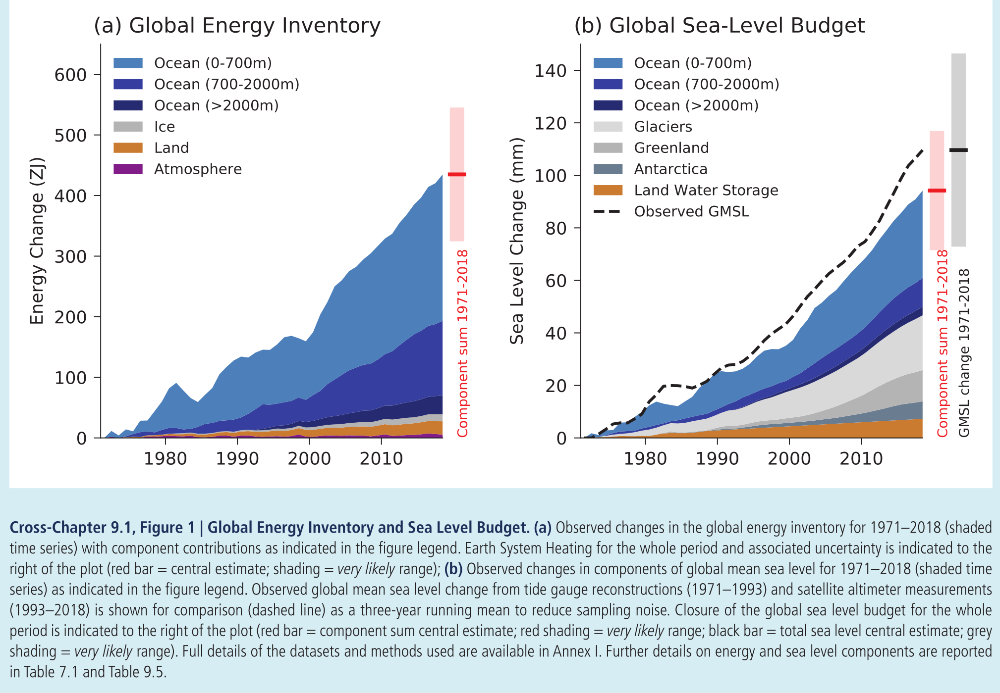 (a) Global Energy Inventory
Energy Change (ZJ)
600
500
400
300
200
100
0
1980 1990 2000 2010
Ocean (0-700m)
Ocean (700-2000m)
Ocean (>2000m)
Ice
Land
Atmosphere
Component sum 1971-2018
(b) Global Sea-Level Budget
Sea Level Change (mm)
140
120
100
80
60
40
20
0
1980 1990 2000 2010
Ocean (0-700m)
Ocean (700-2000m)
Ocean (>2000m)
Glaciers
Greenland
Antarctica
Land Water Storage
Observed GMSL
Component sum 1971-2018
GMSL change 1971-2018
Cross-Chapter 9.1, Figure 1 | Global Energy Inventory and Sea Level Budget. (a) Observed changes in the global energy inventory for 1971–2018 (shaded
time series) with component contributions as indicated in the figure legend. Earth System Heating for the whole period and associated uncertainty is indicated to the
right of the plot (red bar = central estimate; shading = very likely range); (b) Observed changes in components of global mean sea level for 1971–2018 (shaded time
series) as indicated in the figure legend. Observed global mean sea level change from tide gauge reconstructions (1971–1993) and satellite altimeter measurements
(1993–2018) is shown for comparison (dashed line) as a three-year running mean to reduce sampling noise. Closure of the global sea level budget for the whole
period is indicated to the right of the plot (red bar = component sum central estimate; red shading = very likely range; black bar = total sea level central estimate; grey
shading = very likely range). Full details of the datasets and methods used are available in Annex I. Further details on energy and sea level components are reported
in Table 7.1 and Table 9.5.